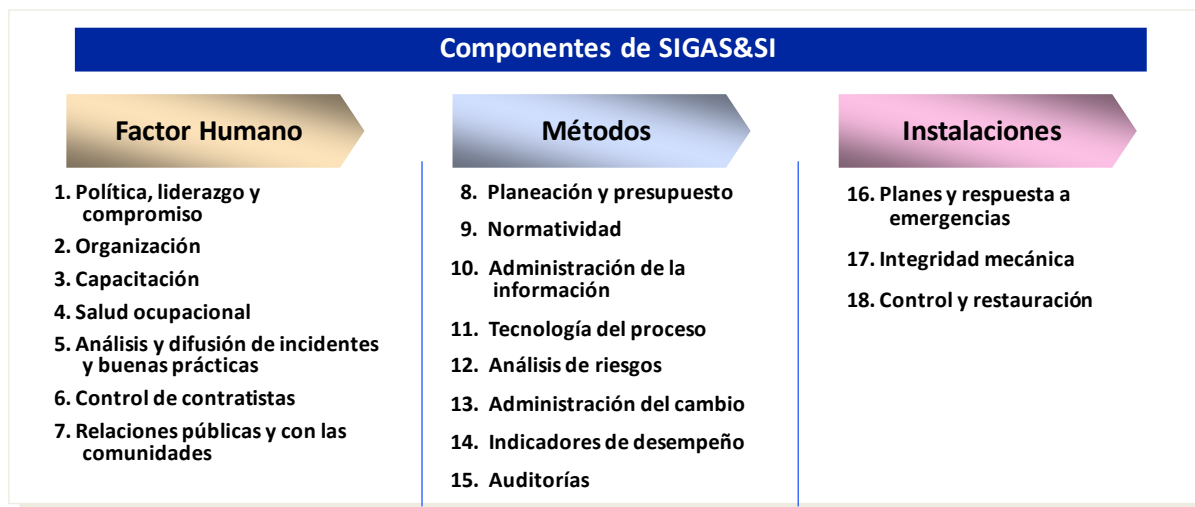 Componentes de SIGAS&SI
Factor Humano
1. Política, liderazgo y
compromiso
2. Organización
3. Capacitación
4. Salud ocupacional
5. Análisis y difusión de incidentes
y buenas prácticas
6. Control de contratistas
7. Relaciones públicas y con las
comunidades
Métodos
8. Planeación y presupuesto
9. Normatividad
10. Administración de la
información
11. Tecnología del proceso
12. Análisis de riesgos
13. Administración del cambio
14. Indicadores de desempeño
15. Auditorías
Instalaciones
16. Planes y respuesta a
emergencias
17. Integridad mecánica
18. Control y restauración